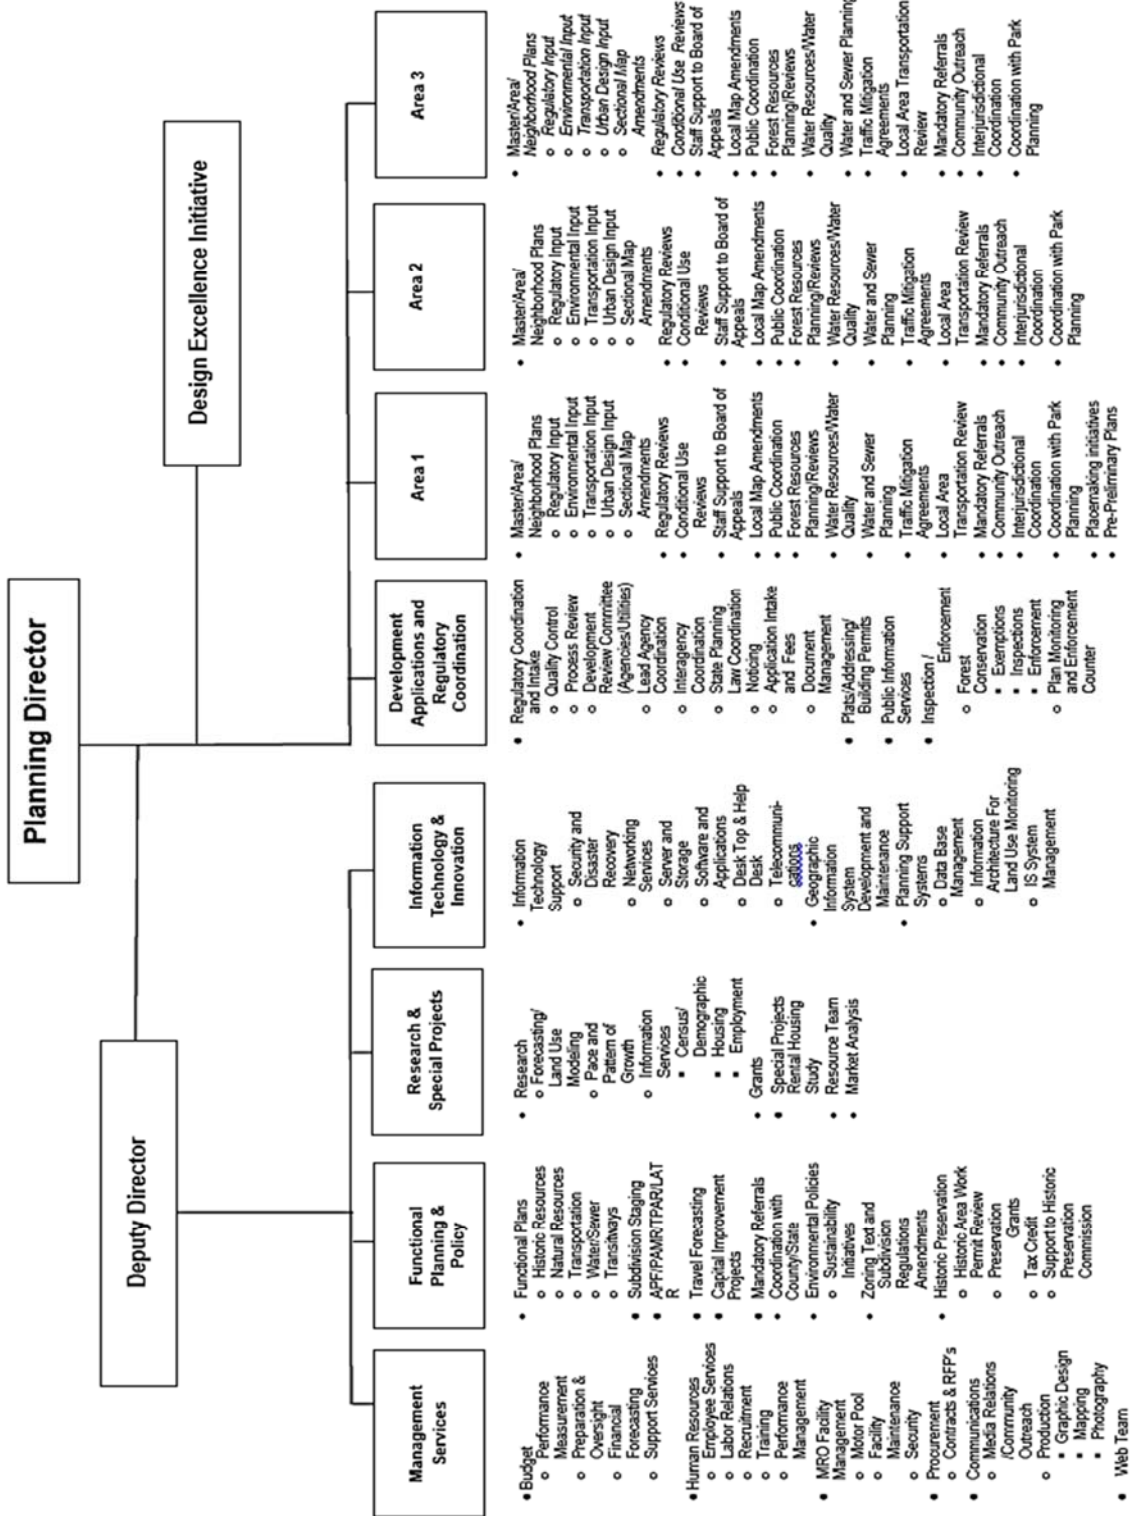 Planning Director
Deputy Director
Design Excellence Initiative
Management
Services
• Budget
o Performance
Measurement
o Preparation &
Oversight
o Financial
Forecasting
o Support Services
• Human Resources
o Employee Services
o Labor Relations
o Recruitment
o Training
o Performance
Management
• MRO Facility
Management
o Motor Pool
o Facility
Maintenance
o Security
• Procurement
o Contracts & RFP's
• Communications
o Media Relations
/Community
Outreach
o Production
▪ Graphic Design
▪ Mapping
▪ Photography
• Web Team
Functional
Planning &
Policy
• Functional Plans
o Historic Resources
o Natural Resources
o Transportation
o Water/Sewer
o Transitways
• Subdivision Staging
• APF/PAMR/TPAR/LAT
R
• Travel Forecasting
• Capital Improvement
Projects
• Mandatory Referrals
• Coordination with
County/State
• Environmental Policies
o Sustainability
Initiatives
• Zoning Text and
Subdivision
Regulations
Amendments
• Historic Preservation
o Historic Area Work
Permit Review
o Preservation
Grants
o Tax Credit
o Support to Historic
Preservation
Commission
Research &
Special Projects
• Research
o Forecasting/
Land Use
Modeling
o Pace and
Pattern of
Growth
o Information
Services
▪ Census/
Demographic
▪ Housing
▪ Employment
• Grants
• Special Projects
Rental Housing
Study
• Resource Team
• Market Analysis
Information
Technology &
Innovation
• Information
Technology
Support
o Security and
Disaster
Recovery
o Networking
Services
o Server and
Storage
o Software and
Applications
o Desk Top & Help
Desk
o Telecommuni-
cations
• Geographic
Information
System
Development and
Maintenance
• Planning Support
Systems
o Data Base
Management
o Information
Architecture For
Land Use Monitoring
o IS System
Management
Development
Applications and
Regulatory
Coordination
• Regulatory Coordination
and Intake
o Quality Control
o Process Review
o Development
Review Committee
(Agencies/Utilities)
o Lead Agency
Coordination
o Interagency
Coordination
o State Planning
Law Coordination
o Noticing
o Application Intake
and Fees
o Document
Management
• Plats/Addressing/
Building Permits
• Public Information
Services
• Inspection /
Enforcement
o Forest
Conservation
▪ Exemptions
▪ Inspections
▪ Enforcement
o Plan Monitoring
and Enforcement
Counter
Area 1
• Master/Area/
Neighborhood Plans
o Regulatory Input
o Environmental Input
o Transportation Input
o Urban Design Input
o Sectional Map
Amendments
• Regulatory Reviews
• Conditional Use
Reviews
• Staff Support to Board of
Appeals
• Local Map Amendments
• Public Coordination
• Forest Resources
Planning/Reviews
• Water Resources/Water
Quality
• Water and Sewer
Planning
• Traffic Mitigation
Agreements
• Local Area
Transportation Review
• Mandatory Referrals
• Community Outreach
• Interjurisdictional
Coordination
• Coordination with Park
Planning
• Placemaking initiatives
• Pre-Preliminary Plans
Area 2
• Master/Area/
Neighborhood Plans
o Regulatory Input
o Environmental Input
o Transportation Input
o Urban Design Input
o Sectional Map
Amendments
• Regulatory Reviews
• Conditional Use
Reviews
• Staff Support to Board of
Appeals
• Local Map Amendments
• Public Coordination
• Forest Resources
Planning/Reviews
• Water Resources/Water
Quality
• Water and Sewer
Planning
• Traffic Mitigation
Agreements
• Local Area
Transportation Review
• Mandatory Referrals
• Community Outreach
• Interjurisdictional
Coordination
• Coordination with Park
Planning
Area 3
• Master/Area/
Neighborhood Plans
o Regulatory Input
o Environmental Input
o Transportation Input
o Urban Design Input
o Sectional Map
Amendments
• Regulatory Reviews
• Conditional Use Reviews
• Staff Support to Board of
Appeals
• Local Map Amendments
• Public Coordination
• Forest Resources
Planning/Reviews
• Water Resources/Water
Quality
• Water and Sewer Planning
• Traffic Mitigation
Agreements
• Local Area Transportation
Review
• Mandatory Referrals
• Community Outreach
• Interjurisdictional
Coordination
• Coordination with Park
Planning